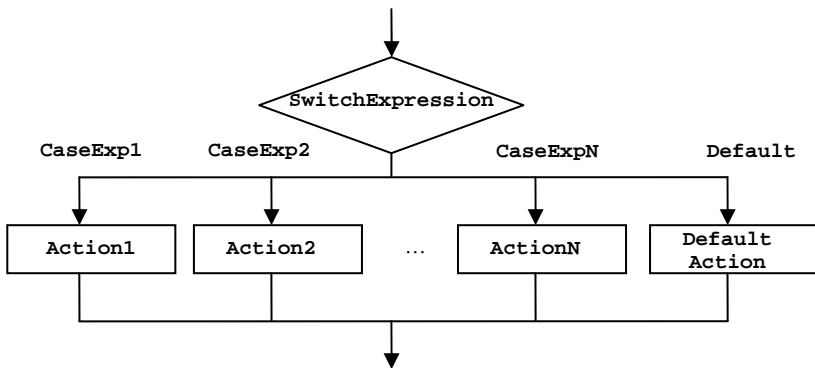 SwitchExpression
CaseExp1 CaseExp2 CaseExpN Default
Action1 Action2 ... ActionN Default
Action